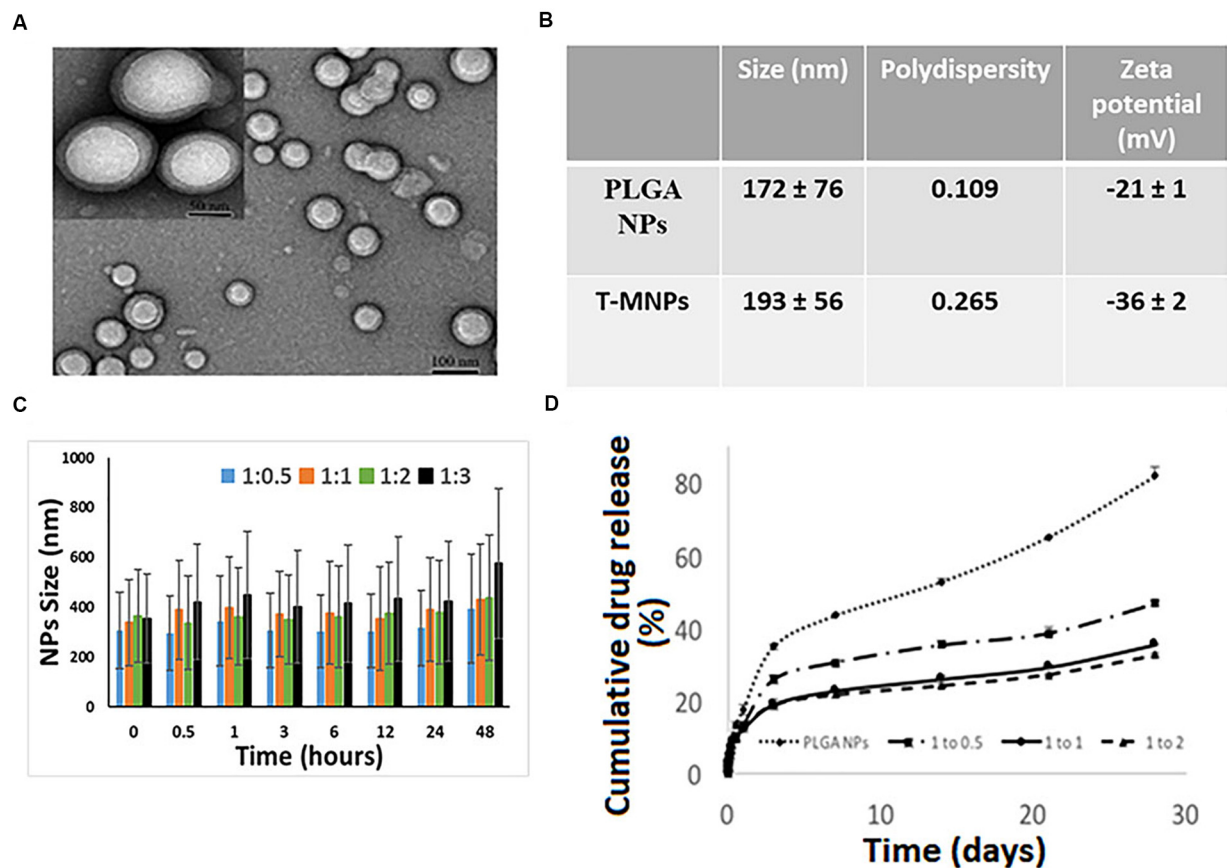 A
50 nm
100 nm
B
Size (nm) Polydispersity Zeta
potential
(mV)
PLGA
NPs
172 ± 76 0.109 -21 ± 1
T-MNPs 193 ± 56 0.265 -36 ± 2
C
1000
800
600
400
200
0
NPs Size (nm)
1:0.5 1:1 1:2 1:3
0 0.5 1 3 6 12 24 48
Time (hours)
D
Cumulative drug release
(%)
80
60
40
20
0
PLGA NPs 1 to 0.5 1 to 1 1 to 2
0 10 20 30
Time (days)